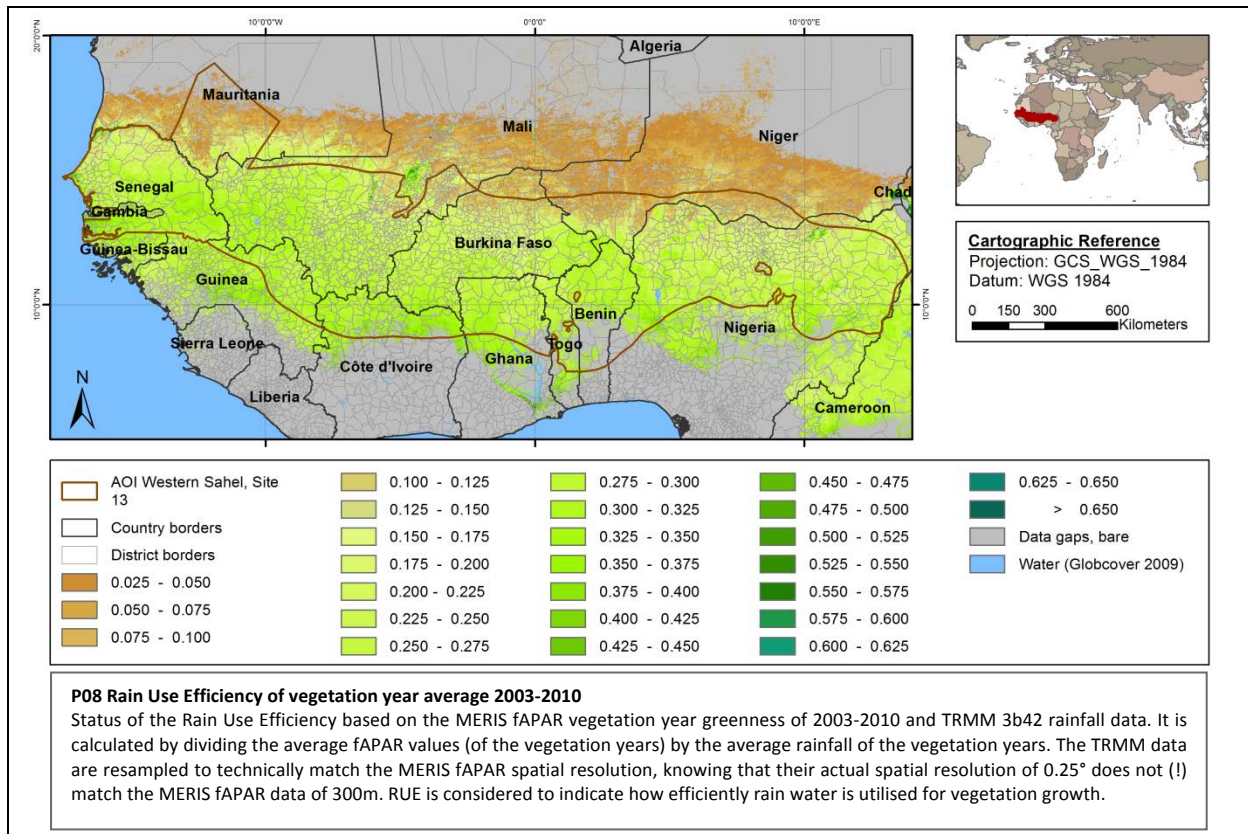 10°0'0"W
0°0'0"
10°0'0"E
20°0'0"N
Algeria
Mauritania
Mali
Niger
Chad
Senegal
Gambia
Guinea-Bissau
Burkina Faso
Guinea
10°0'0"N
10°0'0"N
Benin
Nigeria
Sierra Leone
Togo
Ghana
Côte d'Ivoire
Liberia
Cameroon
N
Cartographic Reference
Projection: GCS_WGS_1984
Datum: WGS 1984
0 150 300 600
Kilometers
AOI Western Sahel, Site
13
Country borders
District borders
0.025 - 0.050
0.050 - 0.075
0.075 - 0.100
0.100 - 0.125
0.125 - 0.150
0.150 - 0.175
0.175 - 0.200
0.200 - 0.225
0.225 - 0.250
0.250 - 0.275
0.275 - 0.300
0.300 - 0.325
0.325 - 0.350
0.350 - 0.375
0.375 - 0.400
0.400 - 0.425
0.425 - 0.450
0.450 - 0.475
0.475 - 0.500
0.500 - 0.525
0.525 - 0.550
0.550 - 0.575
0.575 - 0.600
0.600 - 0.625
0.625 - 0.650
> 0.650
Data gaps, bare
Water (Globcover 2009)
P08 Rain Use Efficiency of vegetation year average 2003-2010
Status of the Rain Use Efficiency based on the MERIS fAPAR vegetation year greenness of 2003-2010 and TRMM 3b42 rainfall data. It is
calculated by dividing the average fAPAR values (of the vegetation years) by the average rainfall of the vegetation years. The TRMM data
are resampled to technically match the MERIS fAPAR spatial resolution, knowing that their actual spatial resolution of 0.25° does not (!)
match the MERIS fAPAR data of 300m. RUE is considered to indicate how efficiently rain water is utilised for vegetation growth.